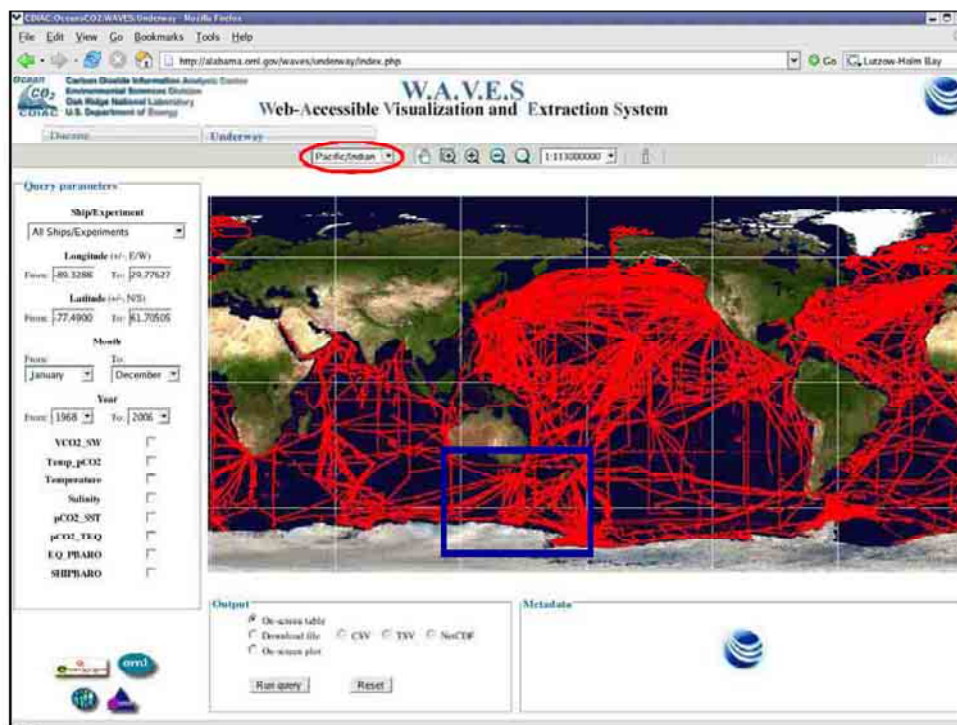 CDIAC:OceansCO2:WAVES:Underway - Mozilla Firefox
File Edit View Go Bookmarks Tools Help
http://alabama.ornl.gov/waves/underway/index.php Go Lutzow-Holm Bay
Ocean CO2 CDIAC
Carbon Dioxide Information Analysis Center
Environmental Sciences Division
Oak Ridge National Laboratory
U.S. Department of Energy
W.A.V.E.S
Web-Accessible Visualization and Extraction System
Discrete Underway
Pacific/Indian 1:113000000
Query parameters
Ship/Experiment
All Ships/Experiments
Longitude (+/-, E/W)
From: -89.3288 To: 29.77627
Latitude (+/-, N/S)
From: -77.4900 To: 61.70505
Month
From: To:
January December
Year
From: 1968 To: 2006
VCO2_SW
Temp_pCO2
Temperature
Salinity
pCO2_SST
pCO2_TEQ
EQ_PBARO
SHIPBARO
Output
On-screen table
Download file CSV TSV NetCDF
On-screen plot
Run query Reset
Metadata
ornl